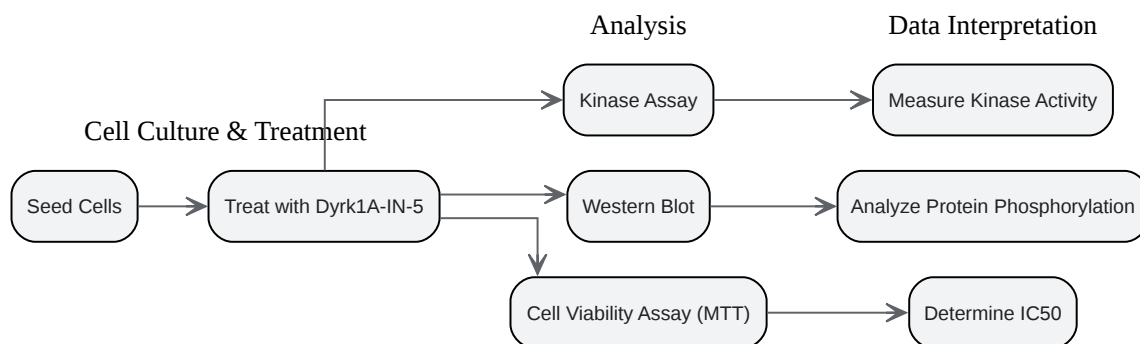 Analysis
Data Interpretation
Kinase Assay
Measure Kinase Activity
Cell Culture & Treatment
Seed Cells
Treat with Dyrk1A-IN-5
Western Blot
Analyze Protein Phosphorylation
Cell Viability Assay (MTT)
Determine IC50